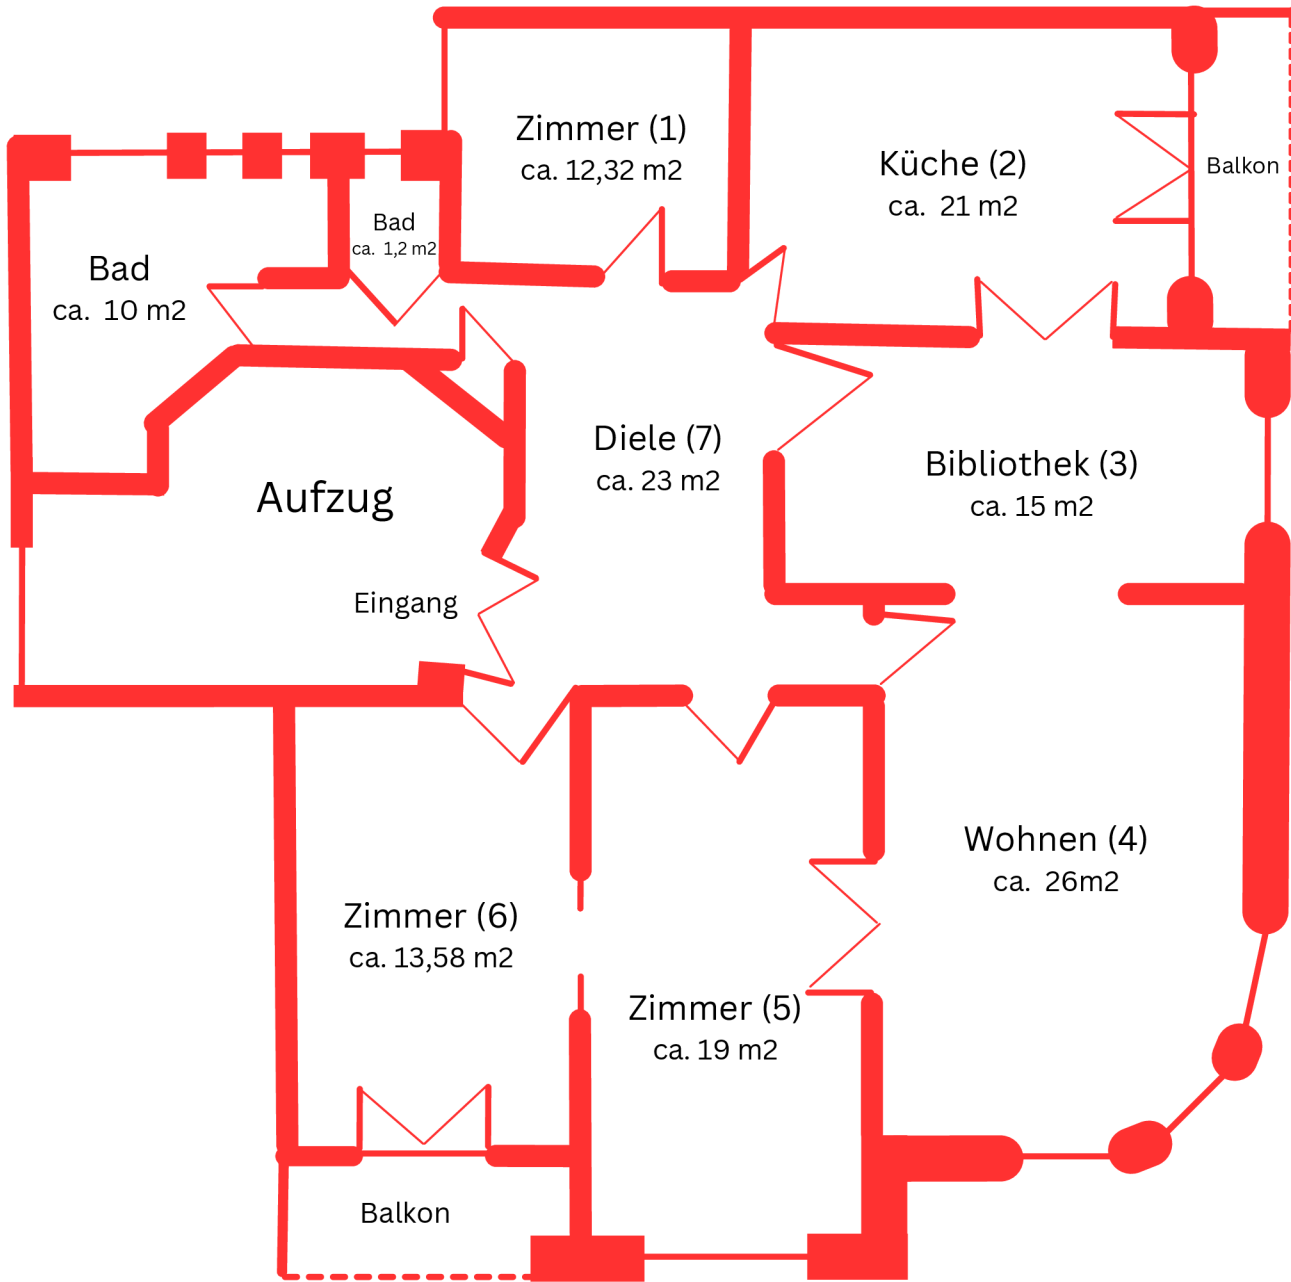 Zimmer (1)
ca. 12,32 m2
Küche (2)
ca. 21 m2
Balkon
Bad
ca. 1,2 m2
Bad
ca. 10 m2
Diele (7)
ca. 23 m2
Bibliothek (3)
ca. 15 m2
Aufzug
Eingang
Wohnen (4)
ca. 26m2
Zimmer (6)
ca. 13,58 m2
Zimmer (5)
ca. 19 m2
Balkon